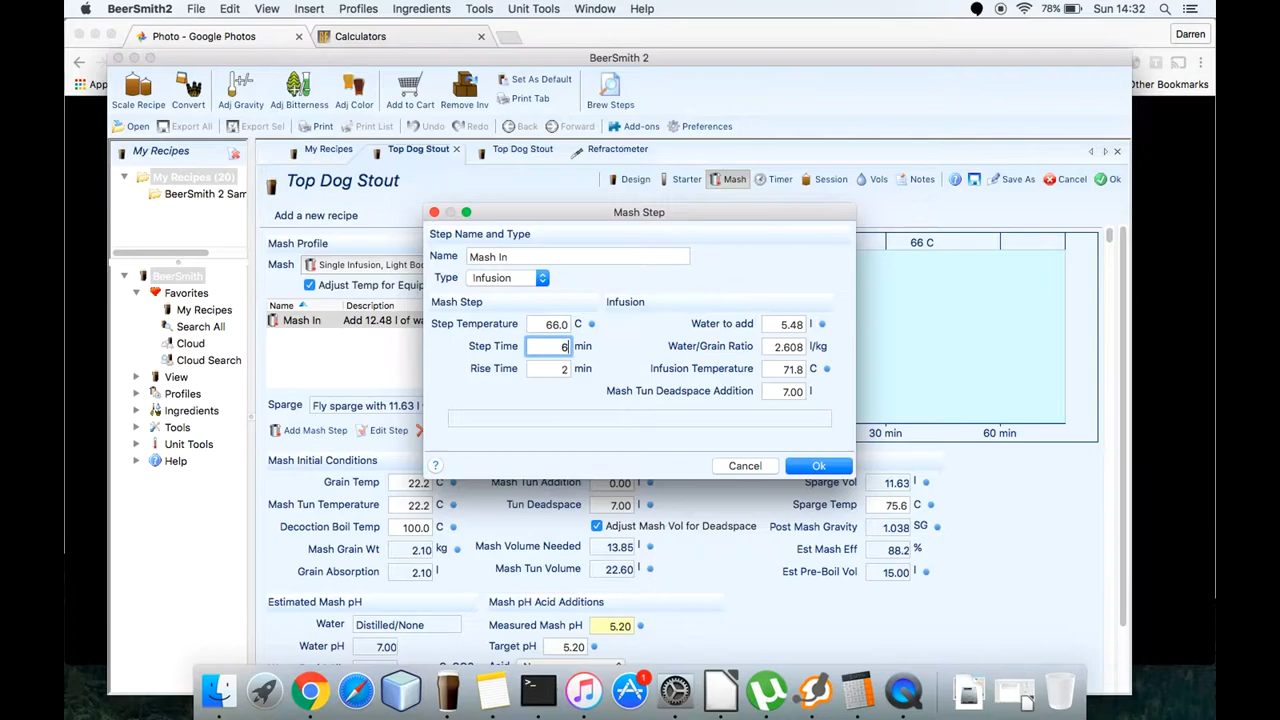 BeerSmith2 File Edit View Insert Profiles Ingredients Tools Unit Tools Window Help 78% Sun 14:32
Photo - Google Photos Calculators Darren
App Other Bookmarks
BeerSmith 2
Scale Recipe Convert Adj Gravity Adj Bitterness Adj Color Add to Cart Remove Inv Set As Default Print Tab Brew Steps
Open Export All Export Sel Print Print List Undo Redo Back Forward Add-ons Preferences
My Recipes
My Recipes (20)
BeerSmith 2 Sam
BeerSmith
Favorites
My Recipes
Search All
Cloud
Cloud Search
View
Profiles
Ingredients
Tools
Unit Tools
Help
My Recipes Top Dog Stout Top Dog Stout Refractometer
Top Dog Stout Design Starter Mash Timer Session Vols Notes Save As Cancel Ok
Add a new recipe
Mash Profile
Mash Single Infusion, Light Bo
Adjust Temp for Equip
Name Description
Mash In Add 12.48 l of wa
Sparge Fly sparge with 11.63 l
Add Mash Step Edit Step
66 C
30 min 60 min
Mash Step
Step Name and Type
Name Mash In
Type Infusion
Mash Step Infusion
Step Temperature 66.0 C Water to add 5.48 l
Step Time 6 min Water/Grain Ratio 2.608 l/kg
Rise Time 2 min Infusion Temperature 71.8 C
Mash Tun Deadspace Addition 7.00 l
? Cancel Ok
Mash Initial Conditions
Grain Temp 22.2 C Mash Tun Addition 0.00 l Sparge Vol 11.63 l
Mash Tun Temperature 22.2 C Tun Deadspace 7.00 l Sparge Temp 75.6 C
Decoction Boil Temp 100.0 C Adjust Mash Vol for Deadspace Post Mash Gravity 1.038 SG
Mash Grain Wt 2.10 kg Mash Volume Needed 13.85 l Est Mash Eff 88.2 %
Grain Absorption 2.10 l Mash Tun Volume 22.60 l Est Pre-Boil Vol 15.00 l
Estimated Mash pH Mash pH Acid Additions
Water Distilled/None Measured Mash pH 5.20
Water pH 7.00 Target pH 5.20
1